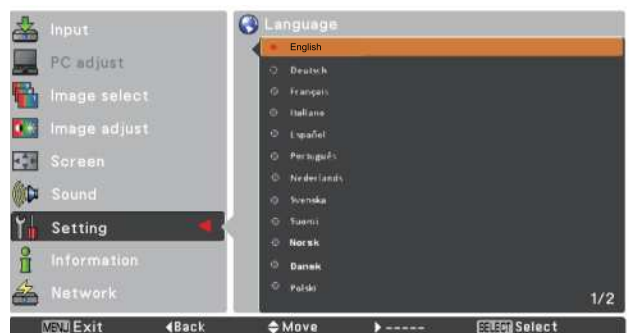 Input
PC adjust
Image select
Image adjust
Screen
Sound
Setting
Information
Network
Language
English
Deutsch
Français
Italiano
Español
Português
Nederlands
Svenska
Suomi
Norsk
Dansk
Polski
1/2
MENU Exit ◀Back Move ▶ ----- SELECT Select